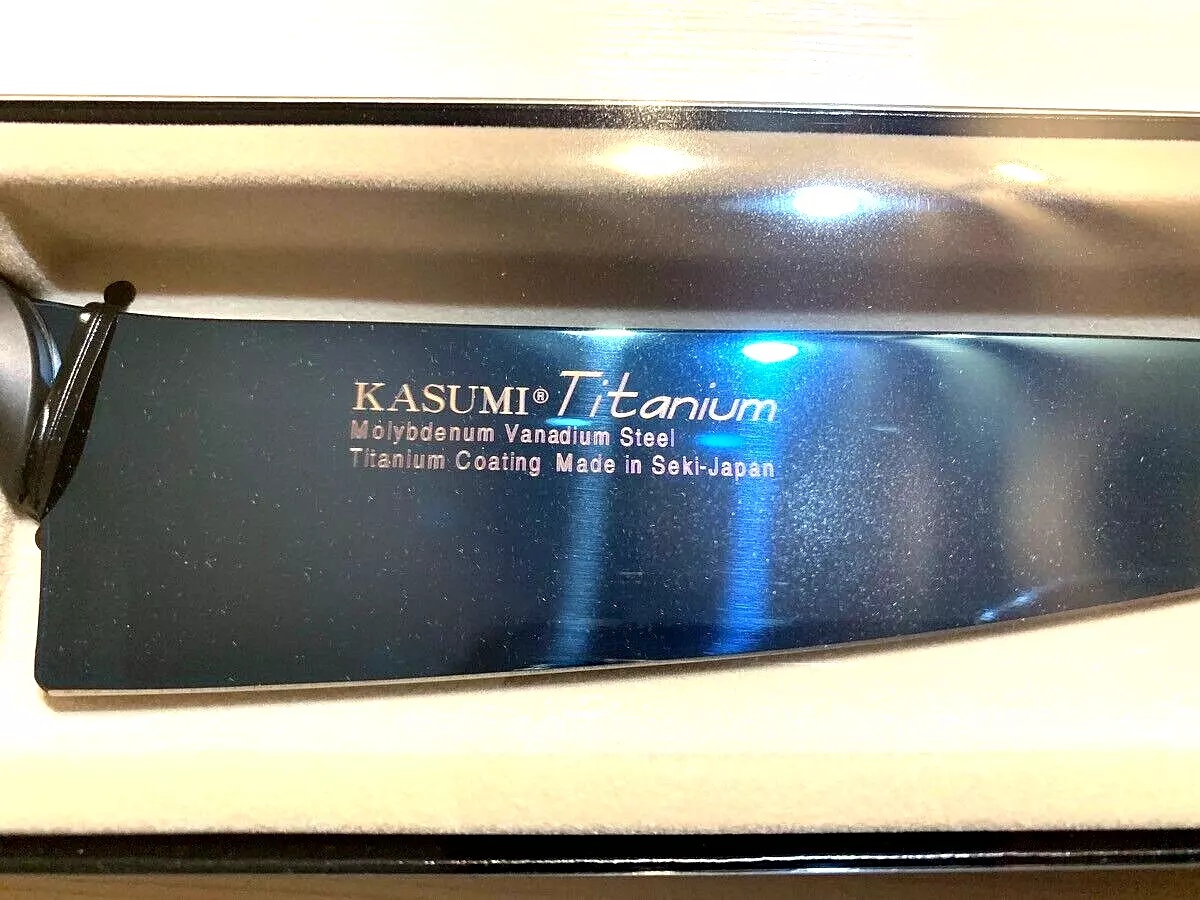 KASUMI® Titanium
Molybdenum Vanadium Steel
Titanium Coating Made in Seki-Japan